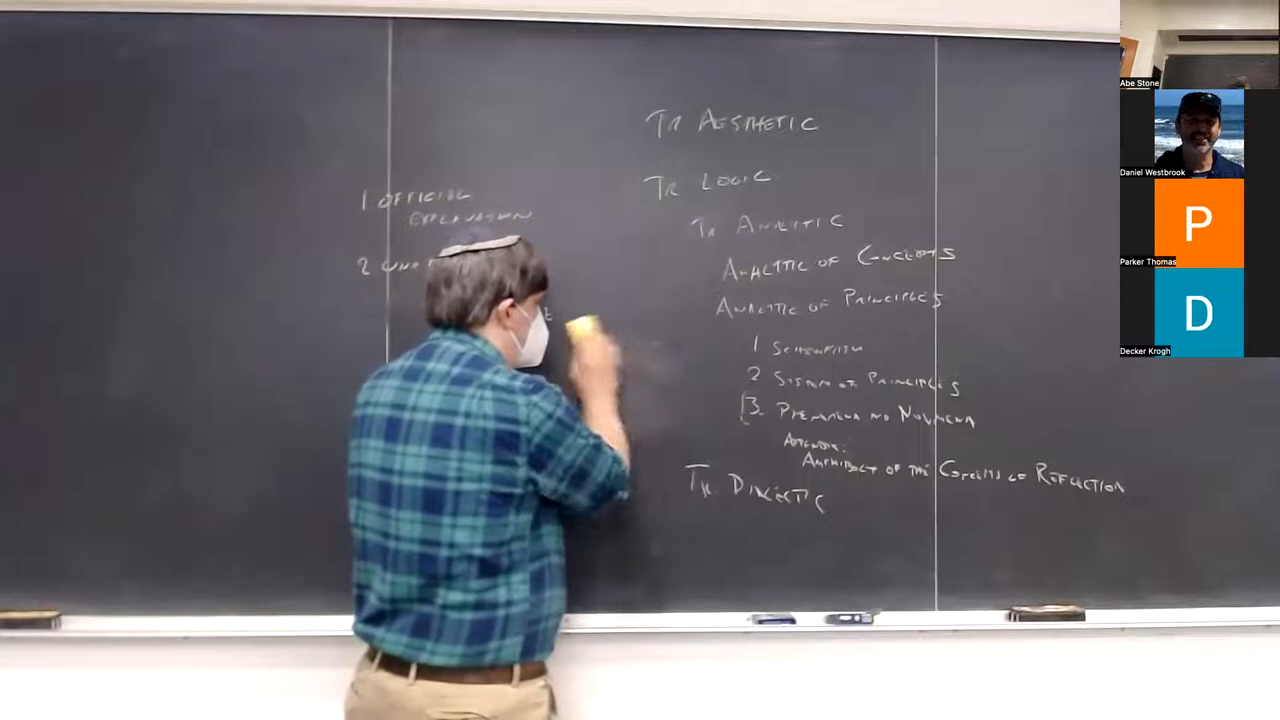 1 OFFICIAL
EXPLANATION
2
TR AESTHETIC
TR LOGIC
TR ANALYTIC
ANALYTIC OF CONCEPTS
ANALYTIC OF PRINCIPLES
1 SCHEMATISM
2 SYSTEM OF PRINCIPLES
[3. PHENOMENA AND NOUMENA
APPENDIX:
AMPHIBOLY OF THE CONCEPTS OF REFLECTION
TR. DIALECTIC
Abe Stone
Daniel Westbrook
P
Parker Thomas
D
Decker Krogh